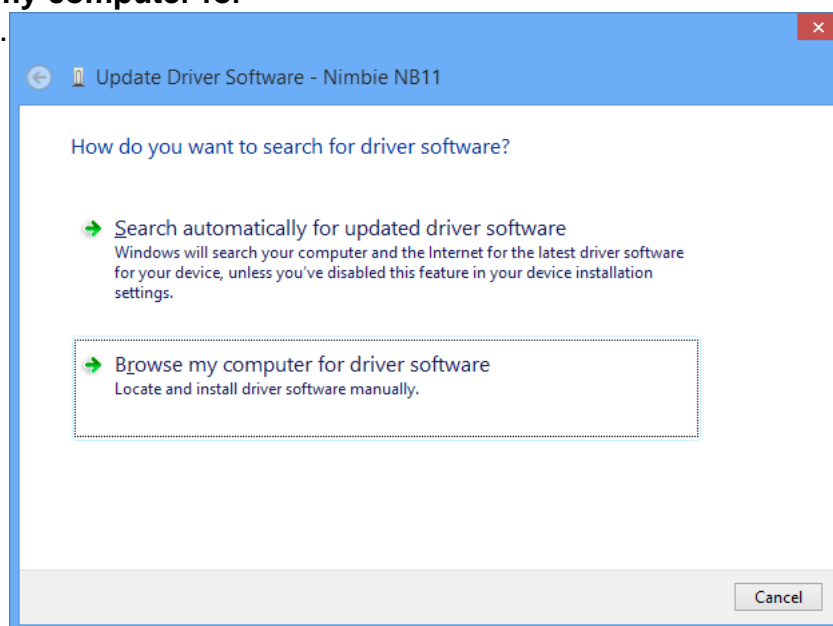 my computer for
.
Update Driver Software - Nimbie NB11
How do you want to search for driver software?
Search automatically for updated driver software
Windows will search your computer and the Internet for the latest driver software
for your device, unless you've disabled this feature in your device installation
settings.
Browse my computer for driver software
Locate and install driver software manually.
Cancel